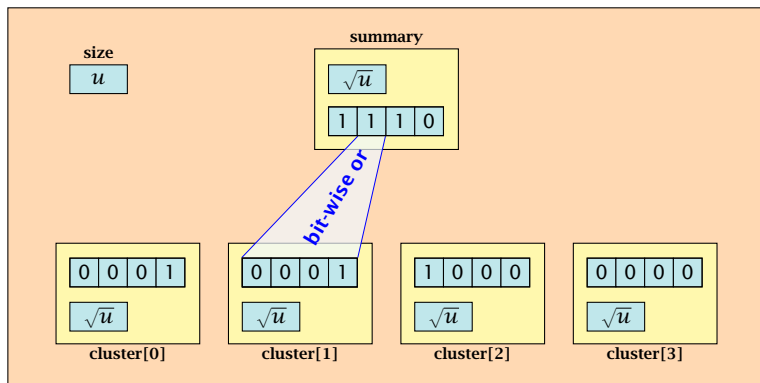 summary
size
u
√u
1 1 1 0
bit-wise or
0 0 0 1
0 0 0 1
1 0 0 0
0 0 0 0
√u
√u
√u
√u
cluster[0]
cluster[1]
cluster[2]
cluster[3]